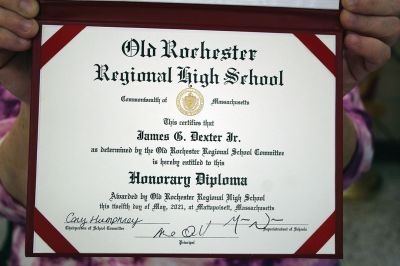 Old Rochester
Regional High School
Commonwealth of Massachusetts
This certifies that
James G. Dexter Jr.
as determined by the Old Rochester Regional School Committee
is hereby entitled to this
Honorary Diploma
Awarded by Old Rochester Regional High School
this twelfth day of May, 2021, at Mattapoisett, Massachusetts
Cary Humphrey
Chairperson of School Committee Superintendent of Schools
Principal